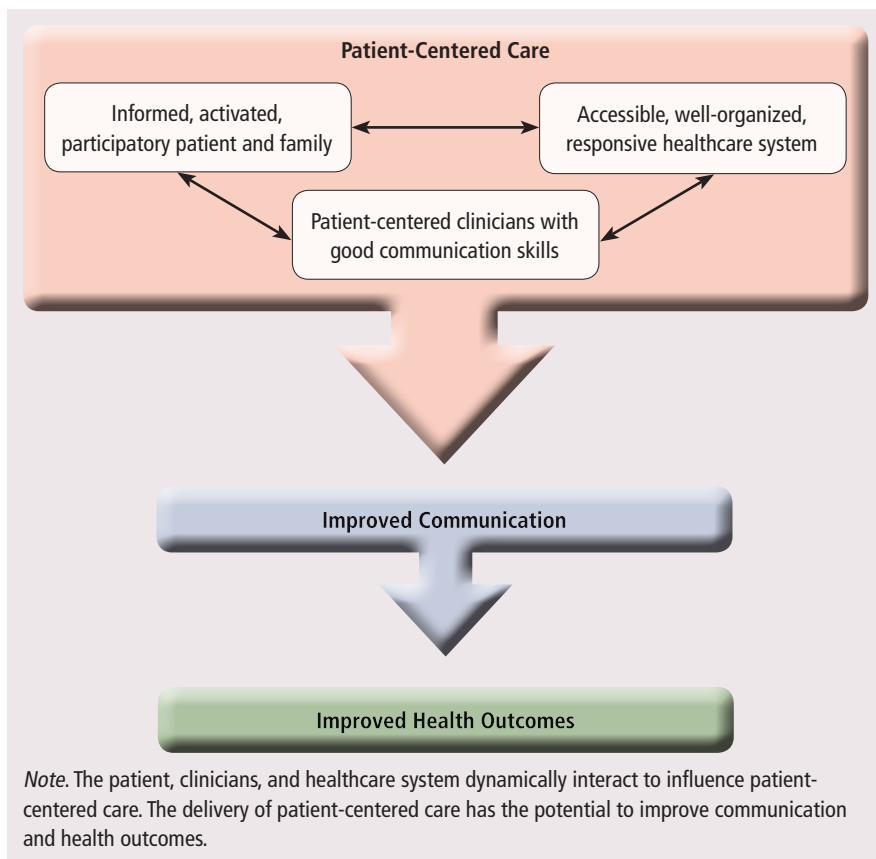 Patient-Centered Care
Informed, activated,
participatory patient and family
Accessible, well-organized,
responsive healthcare system
Patient-centered clinicians with
good communication skills
Improved Communication
Improved Health Outcomes
Note. The patient, clinicians, and healthcare system dynamically interact to influence patient-
centered care. The delivery of patient-centered care has the potential to improve communication
and health outcomes.